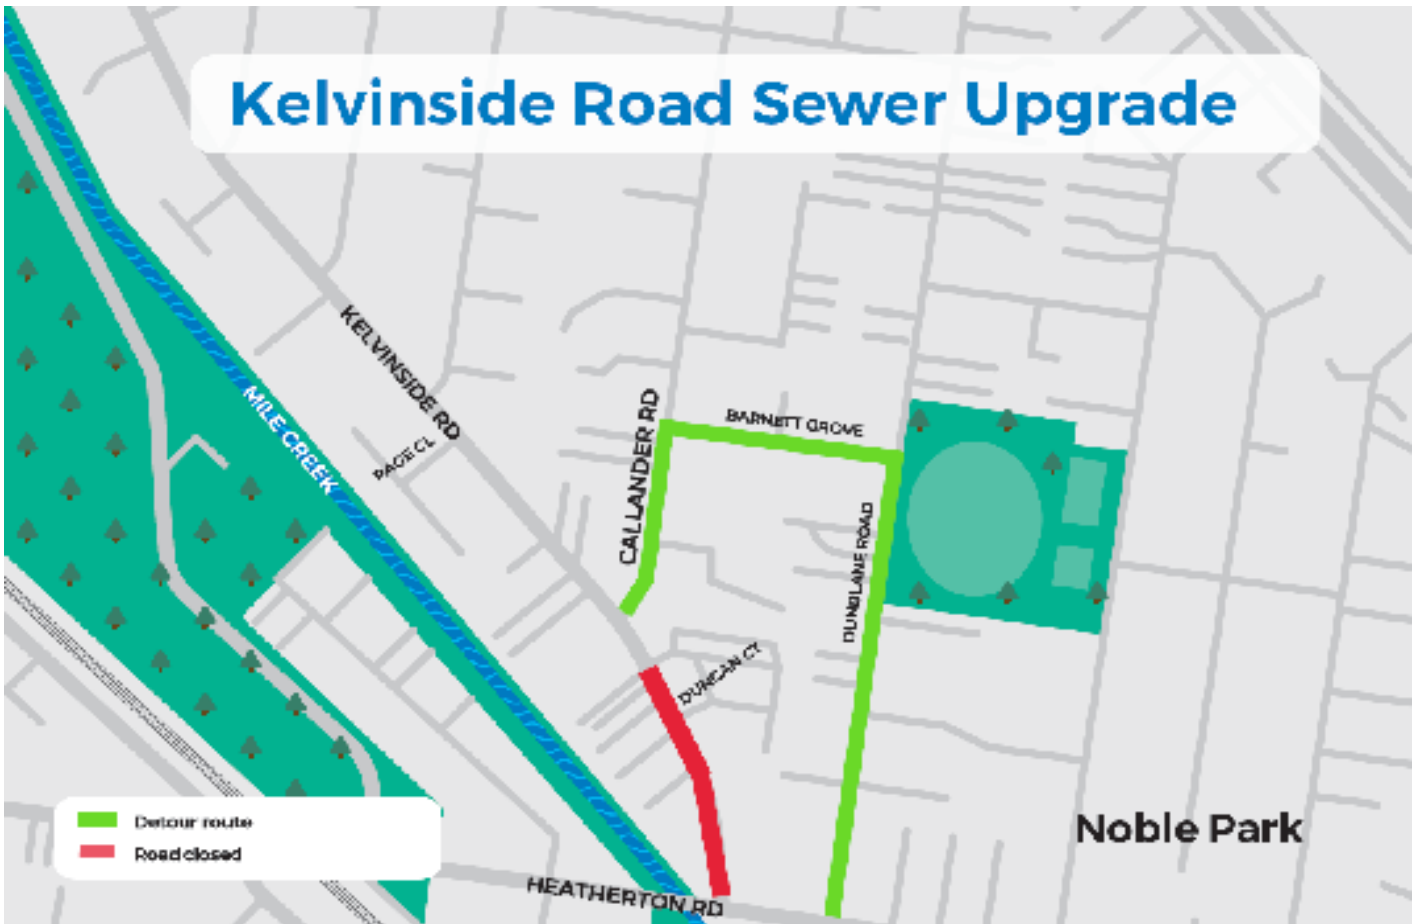 Kelvinside Road Sewer Upgrade
KELVINSIDE RD
MILE CREEK
PAGE CL
CALLANDER RD
BARNETT GROVE
DUNBLANE ROAD
DUNCAN CT
Noble Park
Detour route
Road closed
HEATHERTON RD